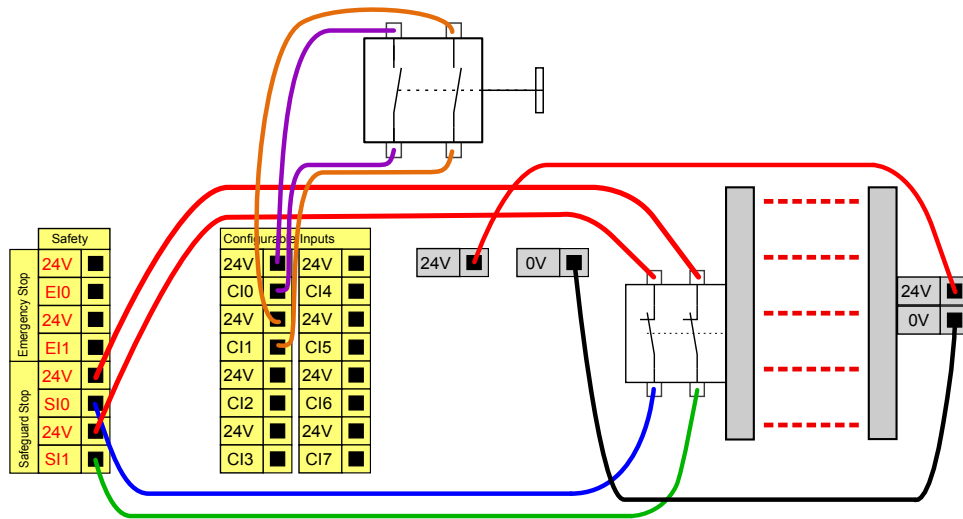 Safety
Emergency Stop
24V
EI0
24V
EI1
Safeguard Stop
24V
SI0
24V
SI1
Configurable Inputs
24V 24V
CI0 CI4
24V 24V
CI1 CI5
24V 24V
CI2 CI6
24V 24V
CI3 CI7
24V
0V
24V
0V